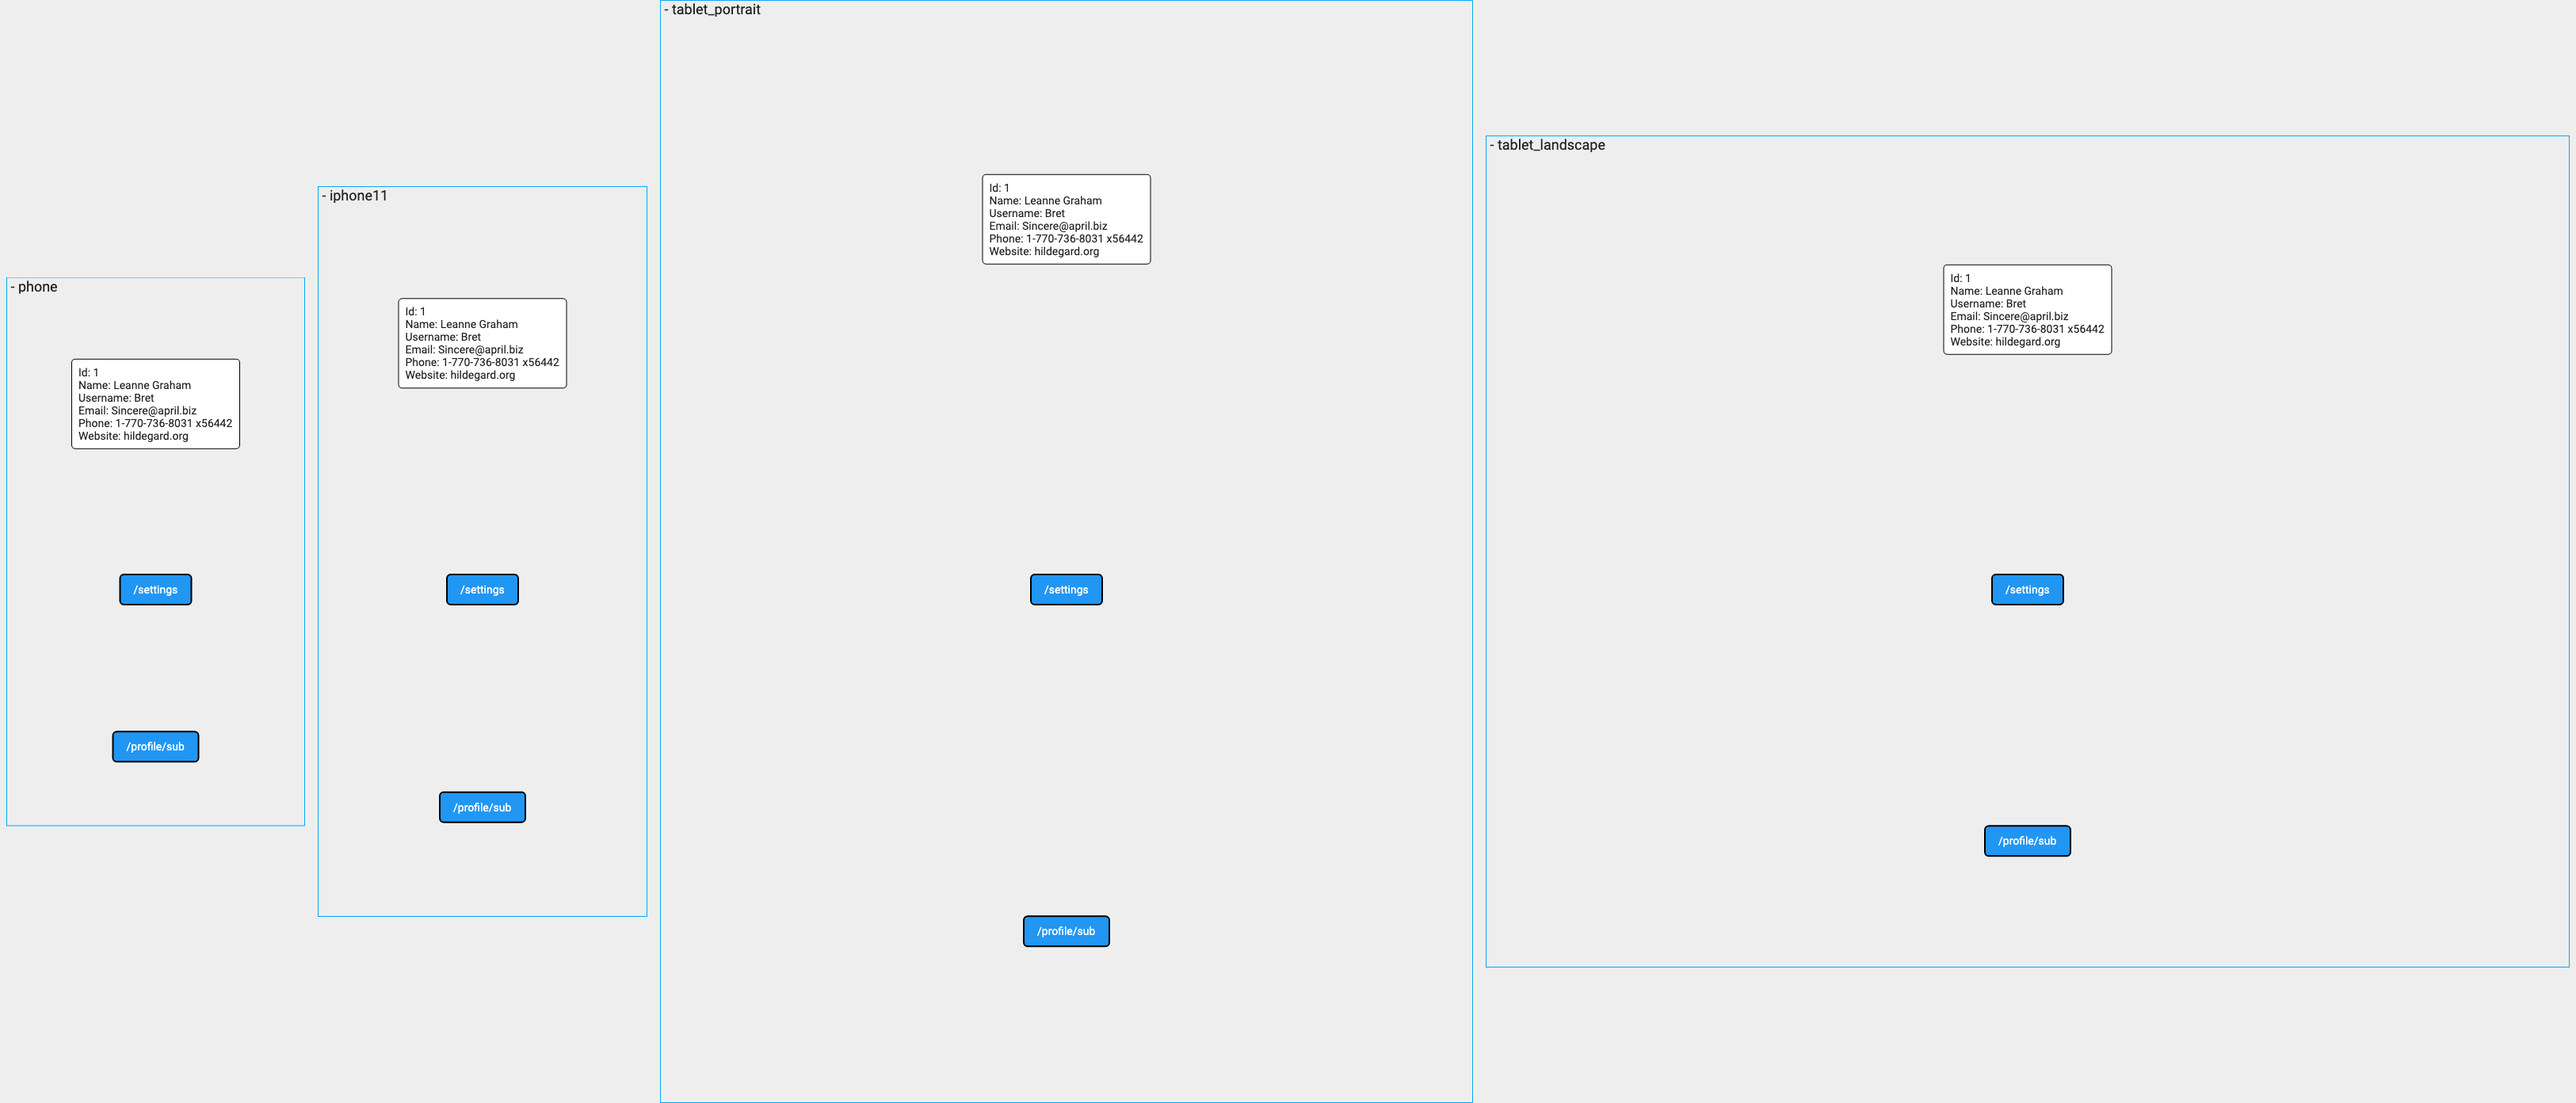 - phone
Id: 1
Name: Leanne Graham
Username: Bret
Email: Sincere@april.biz
Phone: 1-770-736-8031 x56442
Website: hildegard.org
/settings
/profile/sub
- iphone11
Id: 1
Name: Leanne Graham
Username: Bret
Email: Sincere@april.biz
Phone: 1-770-736-8031 x56442
Website: hildegard.org
/settings
/profile/sub
- tablet_portrait
Id: 1
Name: Leanne Graham
Username: Bret
Email: Sincere@april.biz
Phone: 1-770-736-8031 x56442
Website: hildegard.org
/settings
/profile/sub
- tablet_landscape
Id: 1
Name: Leanne Graham
Username: Bret
Email: Sincere@april.biz
Phone: 1-770-736-8031 x56442
Website: hildegard.org
/settings
/profile/sub